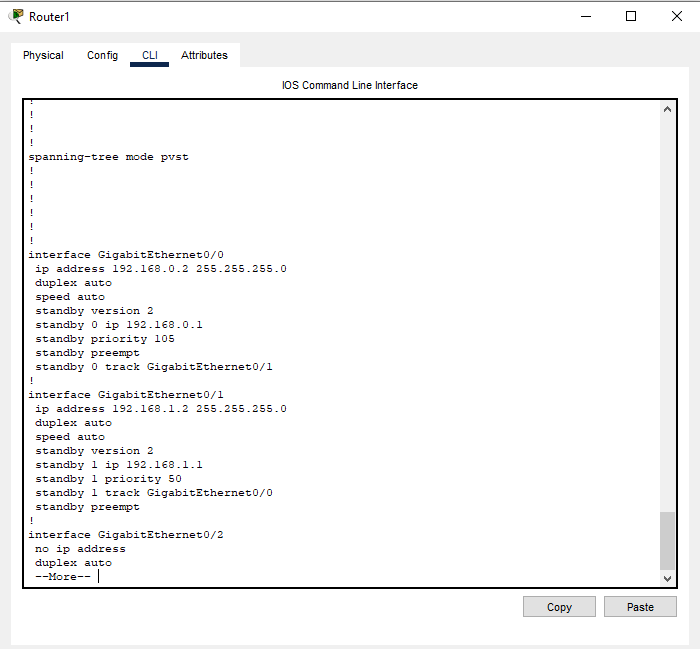 Router1
Physical Config CLI Attributes
IOS Command Line Interface
!
!
!
!
spanning-tree mode pvst
!
!
!
!
!
!
interface GigabitEthernet0/0
ip address 192.168.0.2 255.255.255.0
duplex auto
speed auto
standby version 2
standby 0 ip 192.168.0.1
standby priority 105
standby preempt
standby 0 track GigabitEthernet0/1
!
interface GigabitEthernet0/1
ip address 192.168.1.2 255.255.255.0
duplex auto
speed auto
standby version 2
standby 1 ip 192.168.1.1
standby 1 priority 50
standby 1 track GigabitEthernet0/0
standby preempt
!
interface GigabitEthernet0/2
no ip address
duplex auto
--More--
Copy Paste